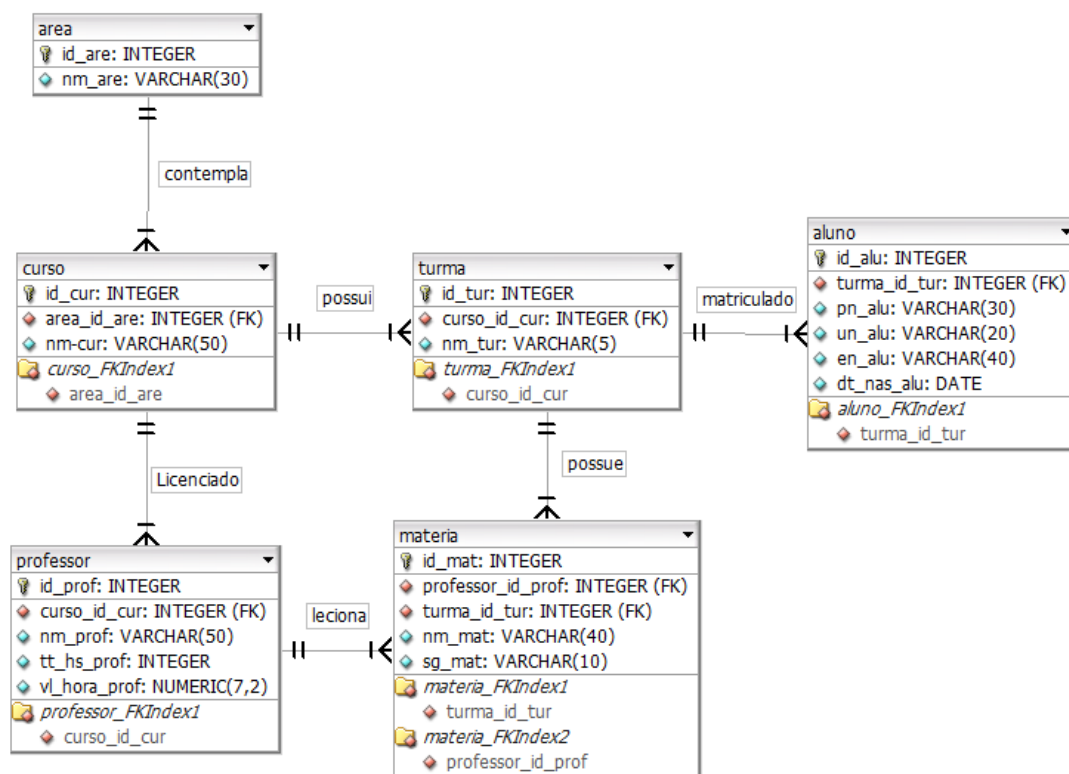 area
id_are: INTEGER
nm_are: VARCHAR(30)
contempla
curso
id_cur: INTEGER
area_id_are: INTEGER (FK)
nm-cur: VARCHAR(50)
curso_FKIndex1
area_id_are
possui
turma
id_tur: INTEGER
curso_id_cur: INTEGER (FK)
nm_tur: VARCHAR(5)
turma_FKIndex1
curso_id_cur
matriculado
aluno
id_alu: INTEGER
turma_id_tur: INTEGER (FK)
pn_alu: VARCHAR(30)
un_alu: VARCHAR(20)
en_alu: VARCHAR(40)
dt_nas_alu: DATE
aluno_FKIndex1
turma_id_tur
Licenciado
possue
professor
id_prof: INTEGER
curso_id_cur: INTEGER (FK)
nm_prof: VARCHAR(50)
tt_hs_prof: INTEGER
vl_hora_prof: NUMERIC(7,2)
professor_FKIndex1
curso_id_cur
leciona
materia
id_mat: INTEGER
professor_id_prof: INTEGER (FK)
turma_id_tur: INTEGER (FK)
nm_mat: VARCHAR(40)
sg_mat: VARCHAR(10)
materia_FKIndex1
turma_id_tur
materia_FKIndex2
professor_id_prof